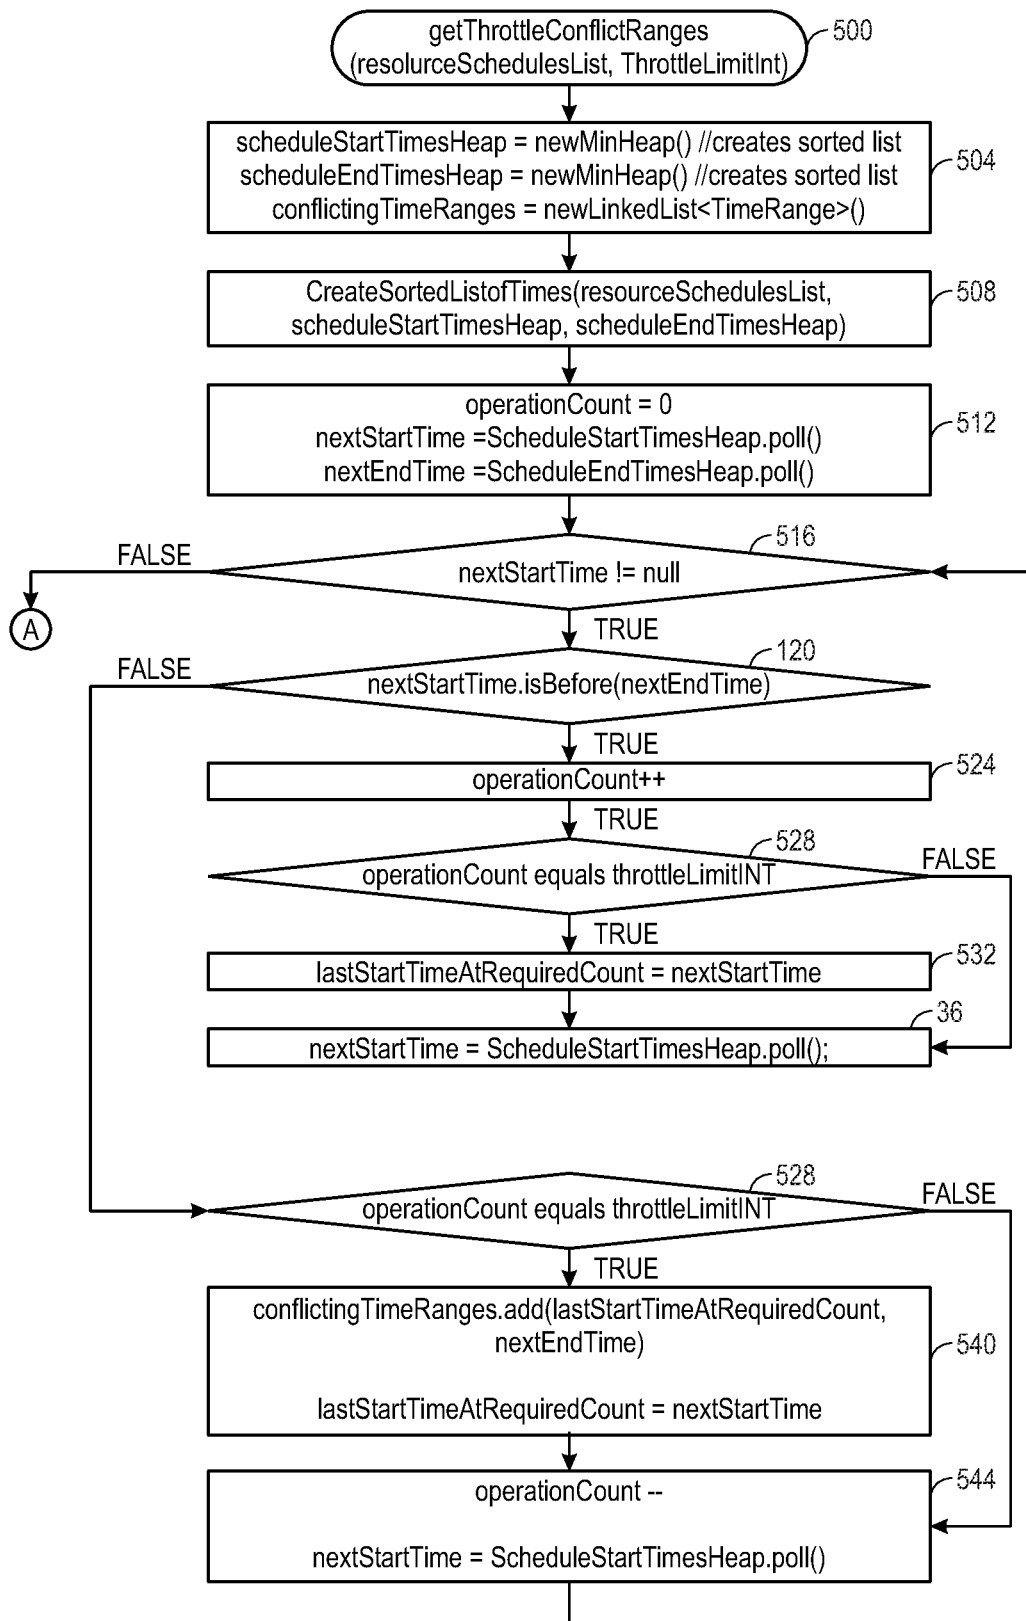 getThrottleConflictRanges
(resolurceSchedulesList, ThrottleLimitInt)
500
scheduleStartTimesHeap = newMinHeap() //creates sorted list
scheduleEndTimesHeap = newMinHeap() //creates sorted list
conflictingTimeRanges = newLinkedList<TimeRange>()
504
CreateSortedListofTimes(resourceSchedulesList,
scheduleStartTimesHeap, scheduleEndTimesHeap)
508
operationCount = 0
nextStartTime =ScheduleStartTimesHeap.poll()
nextEndTime =ScheduleEndTimesHeap.poll()
512
516
FALSE
nextStartTime != null
A
TRUE
120
FALSE
nextStartTime.isBefore(nextEndTime)
TRUE
operationCount++
524
TRUE
528
operationCount equals throttleLimitINT
FALSE
TRUE
lastStartTimeAtRequiredCount = nextStartTime
532
36
nextStartTime = ScheduleStartTimesHeap.poll();
528
operationCount equals throttleLimitINT
FALSE
TRUE
conflictingTimeRanges.add(lastStartTimeAtRequiredCount,
nextEndTime)
540
lastStartTimeAtRequiredCount = nextStartTime
operationCount --
544
nextStartTime = ScheduleStartTimesHeap.poll()